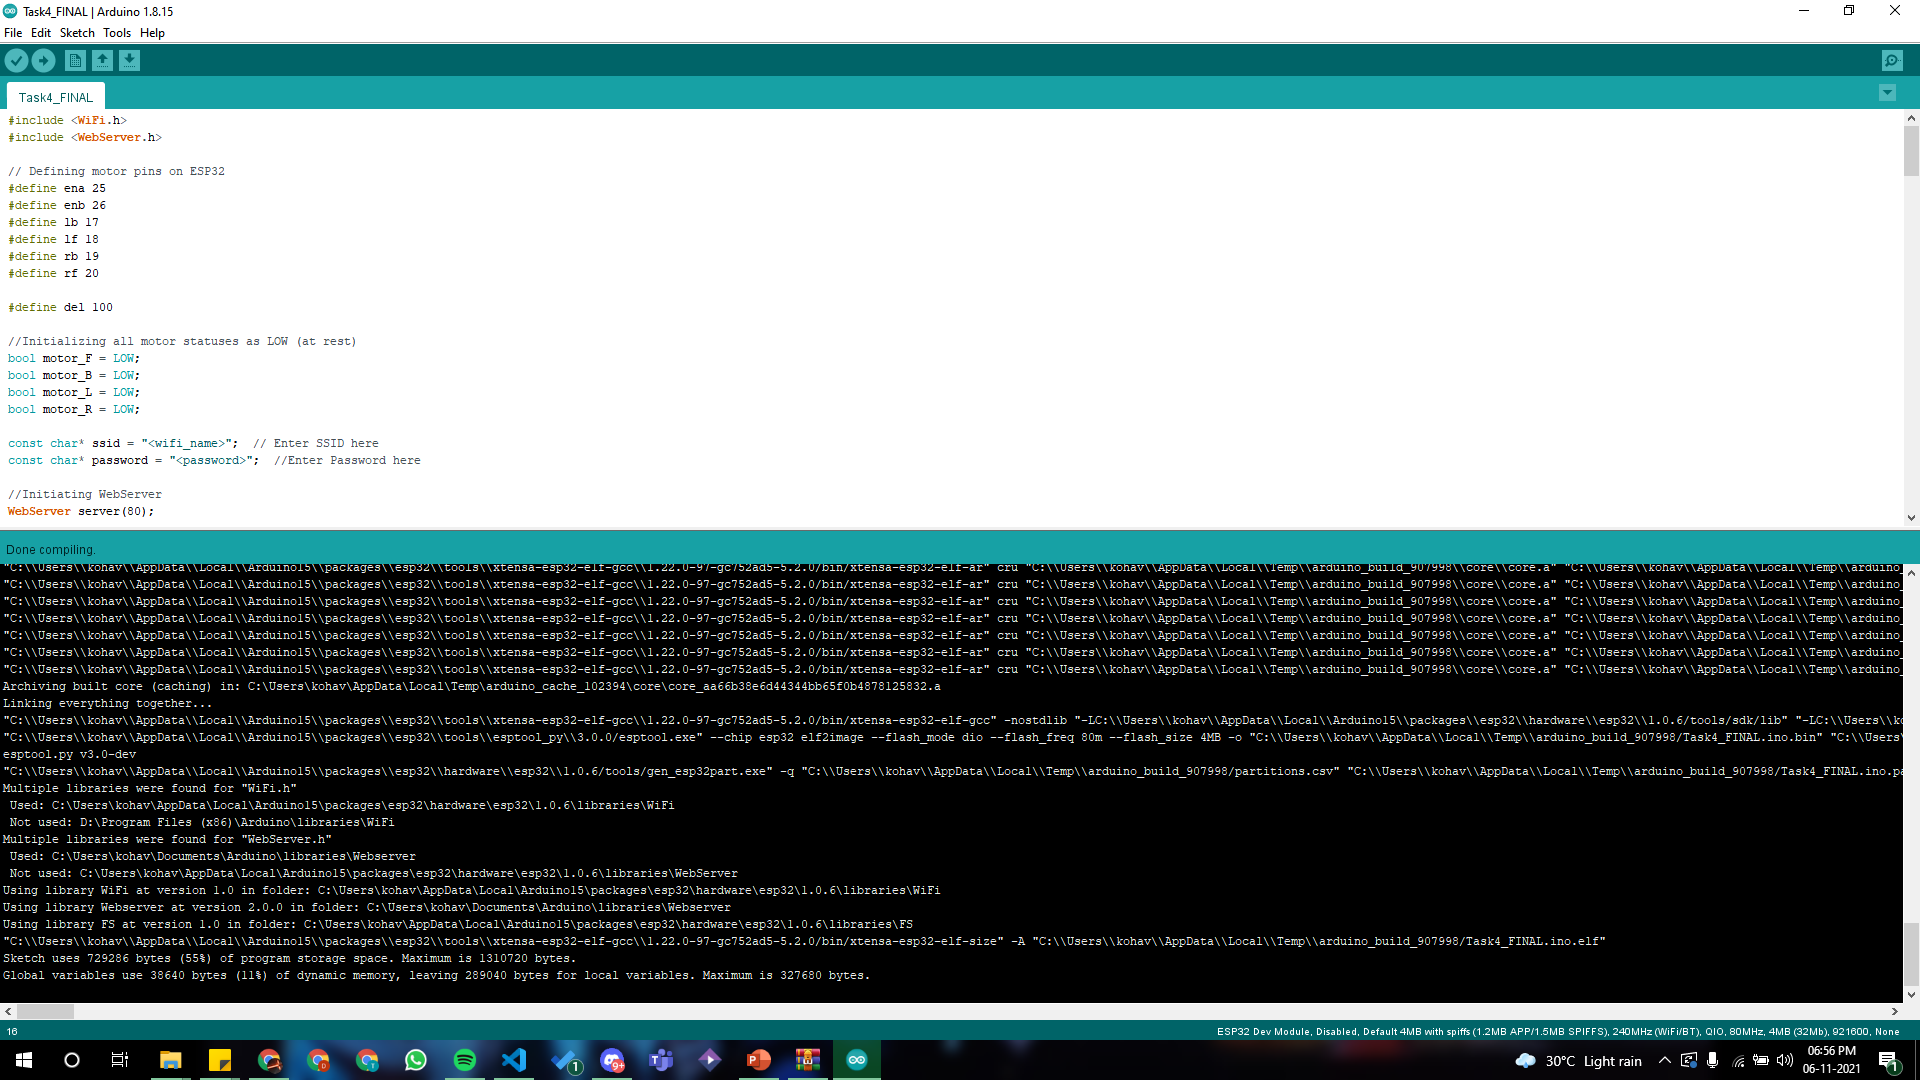 Task4_FINAL | Arduino 1.8.15
File Edit Sketch Tools Help
Task4_FINAL
#include <WiFi.h>
#include <WebServer.h>
// Defining motor pins on ESP32
#define ena 25
#define enb 26
#define lb 17
#define lf 18
#define rb 19
#define rf 20
#define del 100
//Initializing all motor statuses as LOW (at rest)
bool motor_F = LOW;
bool motor_B = LOW;
bool motor_L = LOW;
bool motor_R = LOW;
const char* ssid = "<wifi_name>";  // Enter SSID here
const char* password = "<password>";  //Enter Password here
//Initiating WebServer
WebServer server(80);
Done compiling.
"C:\\Users\\kohav\\AppData\\Local\\Arduino15\\packages\\esp32\\tools\\xtensa-esp32-elf-gcc\\1.22.0-97-gc752ad5-5.2.0/bin/xtensa-esp32-elf-ar" cru "C:\\Users\\kohav\\AppData\\Local\\Temp\\arduino_build_907998\\core\\core.a" "C:\\Users\\kohav\\AppData\\Local\\Temp\\arduino_
"C:\\Users\\kohav\\AppData\\Local\\Arduino15\\packages\\esp32\\tools\\xtensa-esp32-elf-gcc\\1.22.0-97-gc752ad5-5.2.0/bin/xtensa-esp32-elf-ar" cru "C:\\Users\\kohav\\AppData\\Local\\Temp\\arduino_build_907998\\core\\core.a" "C:\\Users\\kohav\\AppData\\Local\\Temp\\arduino_
"C:\\Users\\kohav\\AppData\\Local\\Arduino15\\packages\\esp32\\tools\\xtensa-esp32-elf-gcc\\1.22.0-97-gc752ad5-5.2.0/bin/xtensa-esp32-elf-ar" cru "C:\\Users\\kohav\\AppData\\Local\\Temp\\arduino_build_907998\\core\\core.a" "C:\\Users\\kohav\\AppData\\Local\\Temp\\arduino_
"C:\\Users\\kohav\\AppData\\Local\\Arduino15\\packages\\esp32\\tools\\xtensa-esp32-elf-gcc\\1.22.0-97-gc752ad5-5.2.0/bin/xtensa-esp32-elf-ar" cru "C:\\Users\\kohav\\AppData\\Local\\Temp\\arduino_build_907998\\core\\core.a" "C:\\Users\\kohav\\AppData\\Local\\Temp\\arduino_
"C:\\Users\\kohav\\AppData\\Local\\Arduino15\\packages\\esp32\\tools\\xtensa-esp32-elf-gcc\\1.22.0-97-gc752ad5-5.2.0/bin/xtensa-esp32-elf-ar" cru "C:\\Users\\kohav\\AppData\\Local\\Temp\\arduino_build_907998\\core\\core.a" "C:\\Users\\kohav\\AppData\\Local\\Temp\\arduino_
"C:\\Users\\kohav\\AppData\\Local\\Arduino15\\packages\\esp32\\tools\\xtensa-esp32-elf-gcc\\1.22.0-97-gc752ad5-5.2.0/bin/xtensa-esp32-elf-ar" cru "C:\\Users\\kohav\\AppData\\Local\\Temp\\arduino_build_907998\\core\\core.a" "C:\\Users\\kohav\\AppData\\Local\\Temp\\arduino_
"C:\\Users\\kohav\\AppData\\Local\\Arduino15\\packages\\esp32\\tools\\xtensa-esp32-elf-gcc\\1.22.0-97-gc752ad5-5.2.0/bin/xtensa-esp32-elf-ar" cru "C:\\Users\\kohav\\AppData\\Local\\Temp\\arduino_build_907998\\core\\core.a" "C:\\Users\\kohav\\AppData\\Local\\Temp\\arduino_
Archiving built core (caching) in: C:\Users\kohav\AppData\Local\Temp\arduino_cache_102394\core\core_aa66b38e6d44344bb65f0b4878125832.a
Linking everything together...
"C:\\Users\\kohav\\AppData\\Local\\Arduino15\\packages\\esp32\\tools\\xtensa-esp32-elf-gcc\\1.22.0-97-gc752ad5-5.2.0/bin/xtensa-esp32-elf-gcc" -nostdlib "-LC:\\Users\\kohav\\AppData\\Local\\Arduino15\\packages\\esp32\\hardware\\esp32\\1.0.6/tools/sdk/lib" "-LC:\\Users\\ko
"C:\\Users\\kohav\\AppData\\Local\\Arduino15\\packages\\esp32\\tools\\esptool_py\\3.0.0/esptool.exe" --chip esp32 elf2image --flash_mode dio --flash_freq 80m --flash_size 4MB -o "C:\\Users\\kohav\\AppData\\Local\\Temp\\arduino_build_907998/Task4_FINAL.ino.bin" "C:\\Users
esptool.py v3.0-dev
"C:\\Users\\kohav\\AppData\\Local\\Arduino15\\packages\\esp32\\hardware\\esp32\\1.0.6/tools/gen_esp32part.exe" -q "C:\\Users\\kohav\\AppData\\Local\\Temp\\arduino_build_907998/partitions.csv" "C:\\Users\\kohav\\AppData\\Local\\Temp\\arduino_build_907998/Task4_FINAL.ino.pa
Multiple libraries were found for "WiFi.h"
 Used: C:\Users\kohav\AppData\Local\Arduino15\packages\esp32\hardware\esp32\1.0.6\libraries\WiFi
 Not used: D:\Program Files (x86)\Arduino\libraries\WiFi
Multiple libraries were found for "WebServer.h"
 Used: C:\Users\kohav\Documents\Arduino\libraries\Webserver
 Not used: C:\Users\kohav\AppData\Local\Arduino15\packages\esp32\hardware\esp32\1.0.6\libraries\WebServer
Using library WiFi at version 1.0 in folder: C:\Users\kohav\AppData\Local\Arduino15\packages\esp32\hardware\esp32\1.0.6\libraries\WiFi
Using library Webserver at version 2.0.0 in folder: C:\Users\kohav\Documents\Arduino\libraries\Webserver
Using library FS at version 1.0 in folder: C:\Users\kohav\AppData\Local\Arduino15\packages\esp32\hardware\esp32\1.0.6\libraries\FS
"C:\\Users\\kohav\\AppData\\Local\\Arduino15\\packages\\esp32\\tools\\xtensa-esp32-elf-gcc\\1.22.0-97-gc752ad5-5.2.0/bin/xtensa-esp32-elf-size" -A "C:\\Users\\kohav\\AppData\\Local\\Temp\\arduino_build_907998/Task4_FINAL.ino.elf"
Sketch uses 729286 bytes (55%) of program storage space. Maximum is 1310720 bytes.
Global variables use 38640 bytes (11%) of dynamic memory, leaving 289040 bytes for local variables. Maximum is 327680 bytes.
16
ESP32 Dev Module, Disabled, Default 4MB with spiffs (1.2MB APP/1.5MB SPIFFS), 240MHz (WiFi/BT), QIO, 80MHz, 4MB (32Mb), 921600, None
1
9+
30°C Light rain
06:56 PM
06-11-2021
1